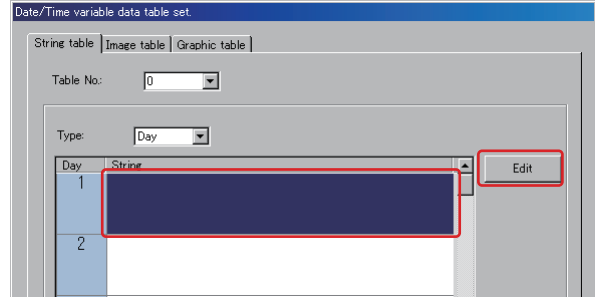 Date/Time variable data table set.
String table Image table Graphic table
Table No.: 0
Type: Day
Day String
Edit
1
2